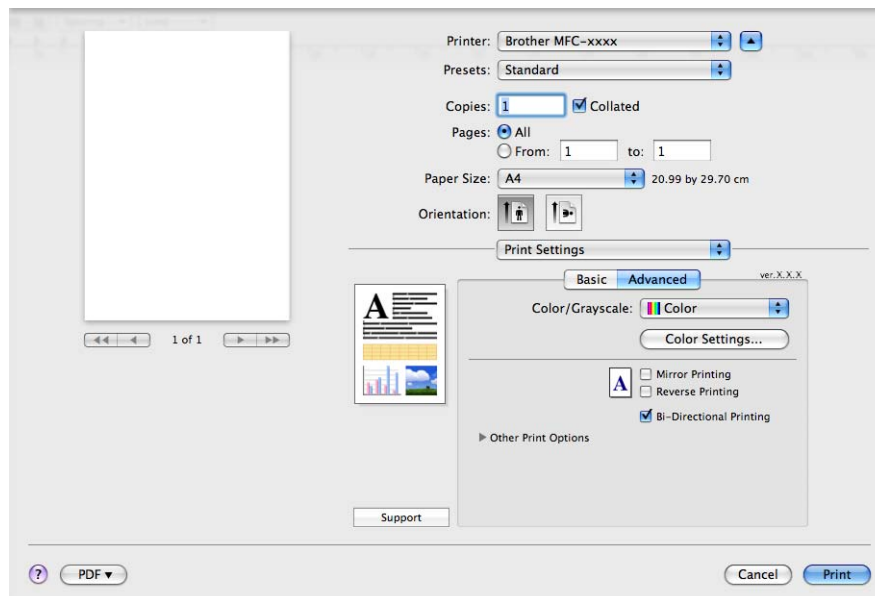 Printer: Brother MFC-xxxx
Presets: Standard
Copies: 1 Collated
Pages: All
From: 1 to: 1
Paper Size: A4 20.99 by 29.70 cm
Orientation:
Print Settings
Basic Advanced ver.X.X.X
Color/Grayscale: Color
Color Settings...
A
A
Mirror Printing
Reverse Printing
Bi-Directional Printing
Other Print Options
1 of 1
Support
? PDF Cancel Print